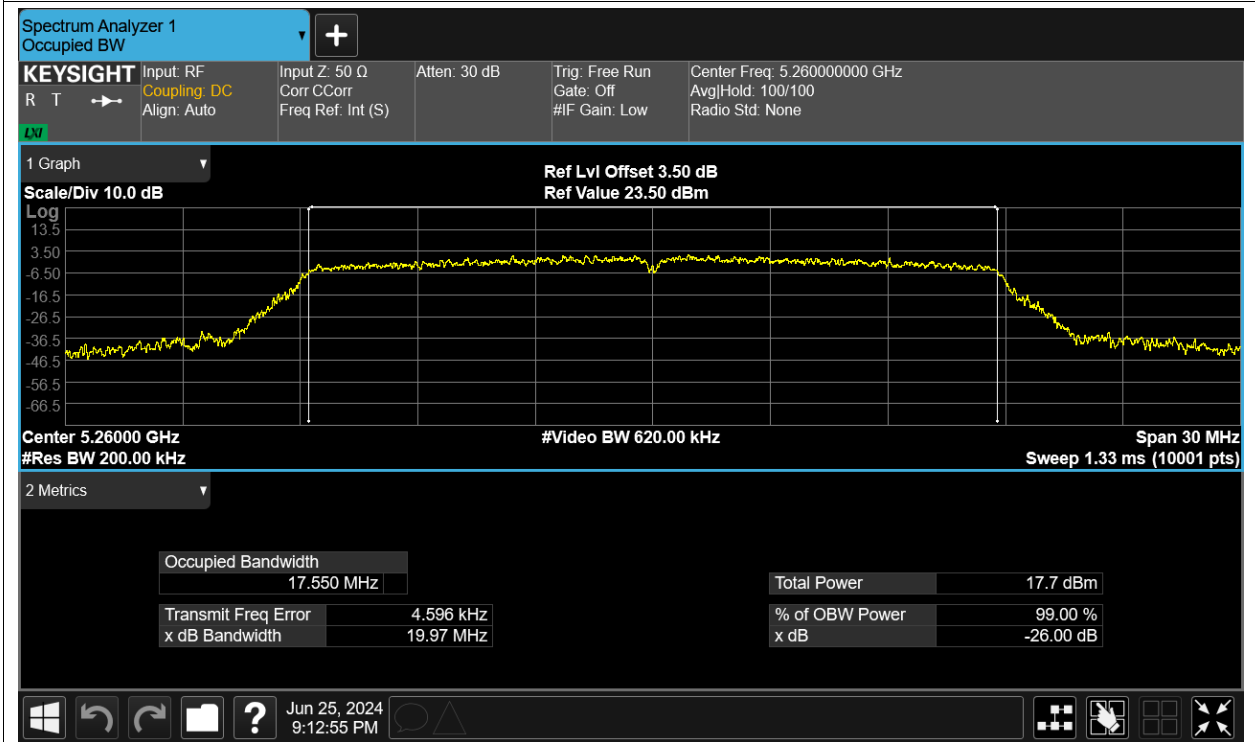 Spectrum Analyzer 1
Occupied BW
KEYSIGHT Input: RF Input Z: 50 Ω Atten: 30 dB Trig: Free Run Center Freq: 5.260000000 GHz
R T Coupling: DC Corr CCorr Gate: Off Avg|Hold: 100/100
Align: Auto Freq Ref: Int (S) #IF Gain: Low Radio Std: None
LXI
1 Graph
Ref Lvl Offset 3.50 dB
Scale/Div 10.0 dB Ref Value 23.50 dBm
Log
13.5
3.50
-6.50
-16.5
-26.5
-36.5
-46.5
-56.5
-66.5
Center 5.26000 GHz #Video BW 620.00 kHz Span 30 MHz
#Res BW 200.00 kHz Sweep 1.33 ms (10001 pts)
2 Metrics
Occupied Bandwidth
17.550 MHz Total Power 17.7 dBm
Transmit Freq Error 4.596 kHz % of OBW Power 99.00 %
x dB Bandwidth 19.97 MHz x dB -26.00 dB
? Jun 25, 2024
9:12:55 PM